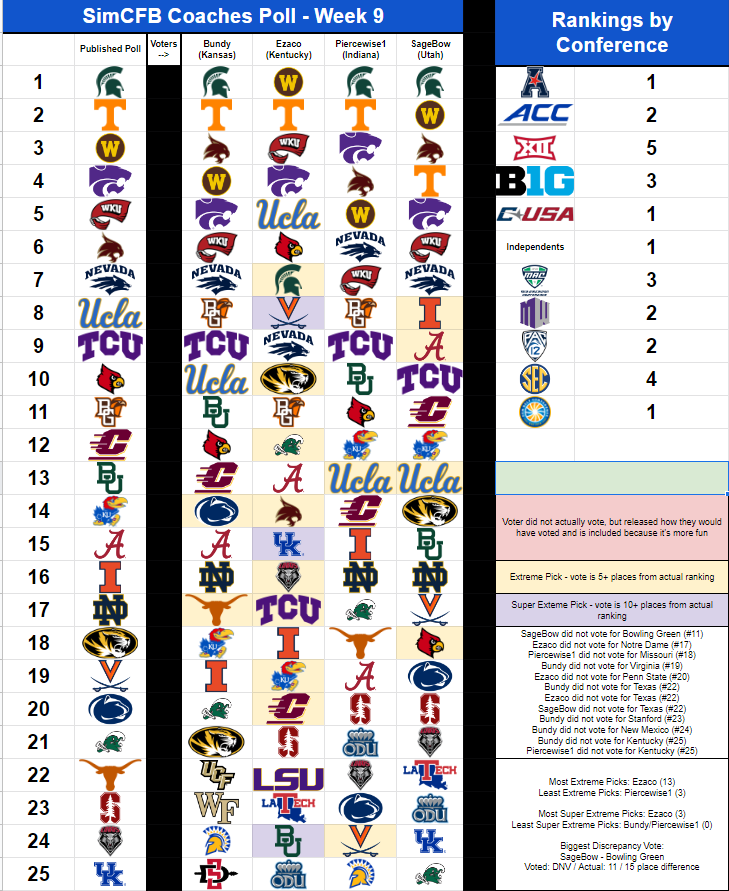 SimCFB Coaches Poll - Week 9
Published Poll
Voters
-->
Bundy
(Kansas)
Ezaco
(Kentucky)
Piercewise1
(Indiana)
SageBow
(Utah)
1 W
2 T T T T W
3 W WKU
4 W T
5 WKU Ucla W
6 WKU NEVADA WKU
7 NEVADA NEVADA WKU NEVADA
8 Ucla BG V BG I
9 TCU TCU NEVADA TCU A
10 Ucla BU TCU
11 BG BU BG C
12 C KU KU
13 BU C A Ucla Ucla
14 KU C
15 A A UK I BU
16 I ND ND ND
17 ND TCU V
18 KU I
19 V I KU A
20 C S S
21 S ODU
22 UCF LSU LA TECH
23 S WF LA TECH ODU
24 BU V UK
25 UK SD ODU
Rankings by
Conference
A 1
ACC 2
XII 5
B1G 3
C USA 1
Independents 1
MAC 3
MW 2
PAC 12 2
SEC 4
1
Voter did not actually vote, but released how they would
have voted and is included because it's more fun
Extreme Pick - vote is 5+ places from actual ranking
Super Exteme Pick - vote is 10+ places from actual
ranking
SageBow did not vote for Bowling Green (#11)
Ezaco did not vote for Notre Dame (#17)
Piercewise1 did not vote for Missouri (#18)
Bundy did not vote for Virginia (#19)
Ezaco did not vote for Penn State (#20)
Bundy did not vote for Texas (#22)
Ezaco did not vote for Texas (#22)
SageBow did not vote for Texas (#22)
Bundy did not vote for Stanford (#23)
Bundy did not vote for New Mexico (#24)
Bundy did not vote for Kentucky (#25)
Piercewise1 did not vote for Kentucky (#25)
Most Extreme Picks: Ezaco (13)
Least Extreme Picks: Piercewise1 (3)
Most Super Extreme Picks: Ezaco (3)
Least Super Extreme Picks: Bundy/Piercewise1 (0)
Biggest Discrepancy Vote:
SageBow - Bowling Green
Voted: DNV / Actual: 11 / 15 place difference